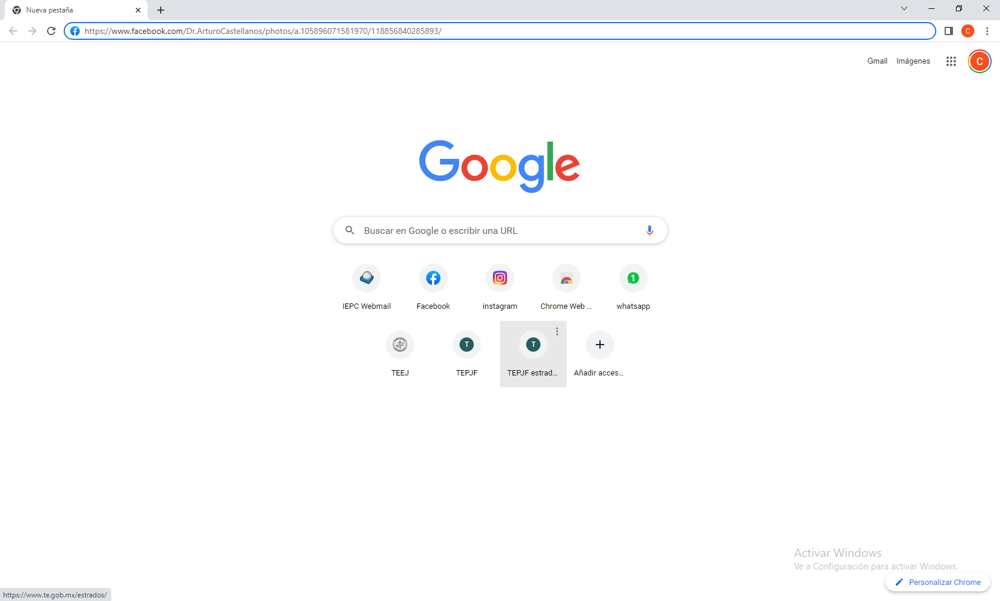 Nueva pestaña
https://www.facebook.com/Dr.ArturoCastellanos/photos/a.105896071581970/118856840285893/
C
Gmail Imágenes
C
Google
Buscar en Google o escribir una URL
1
IEPC Webmail Facebook instagram Chrome Web ... whatsapp
T T
TEEJ TEPJF TEPJF estrad... Añadir acces...
Activar Windows
Ve a Configuración para activar Windows.
Personalizar Chrome
https://www.te.gob.mx/estrados/